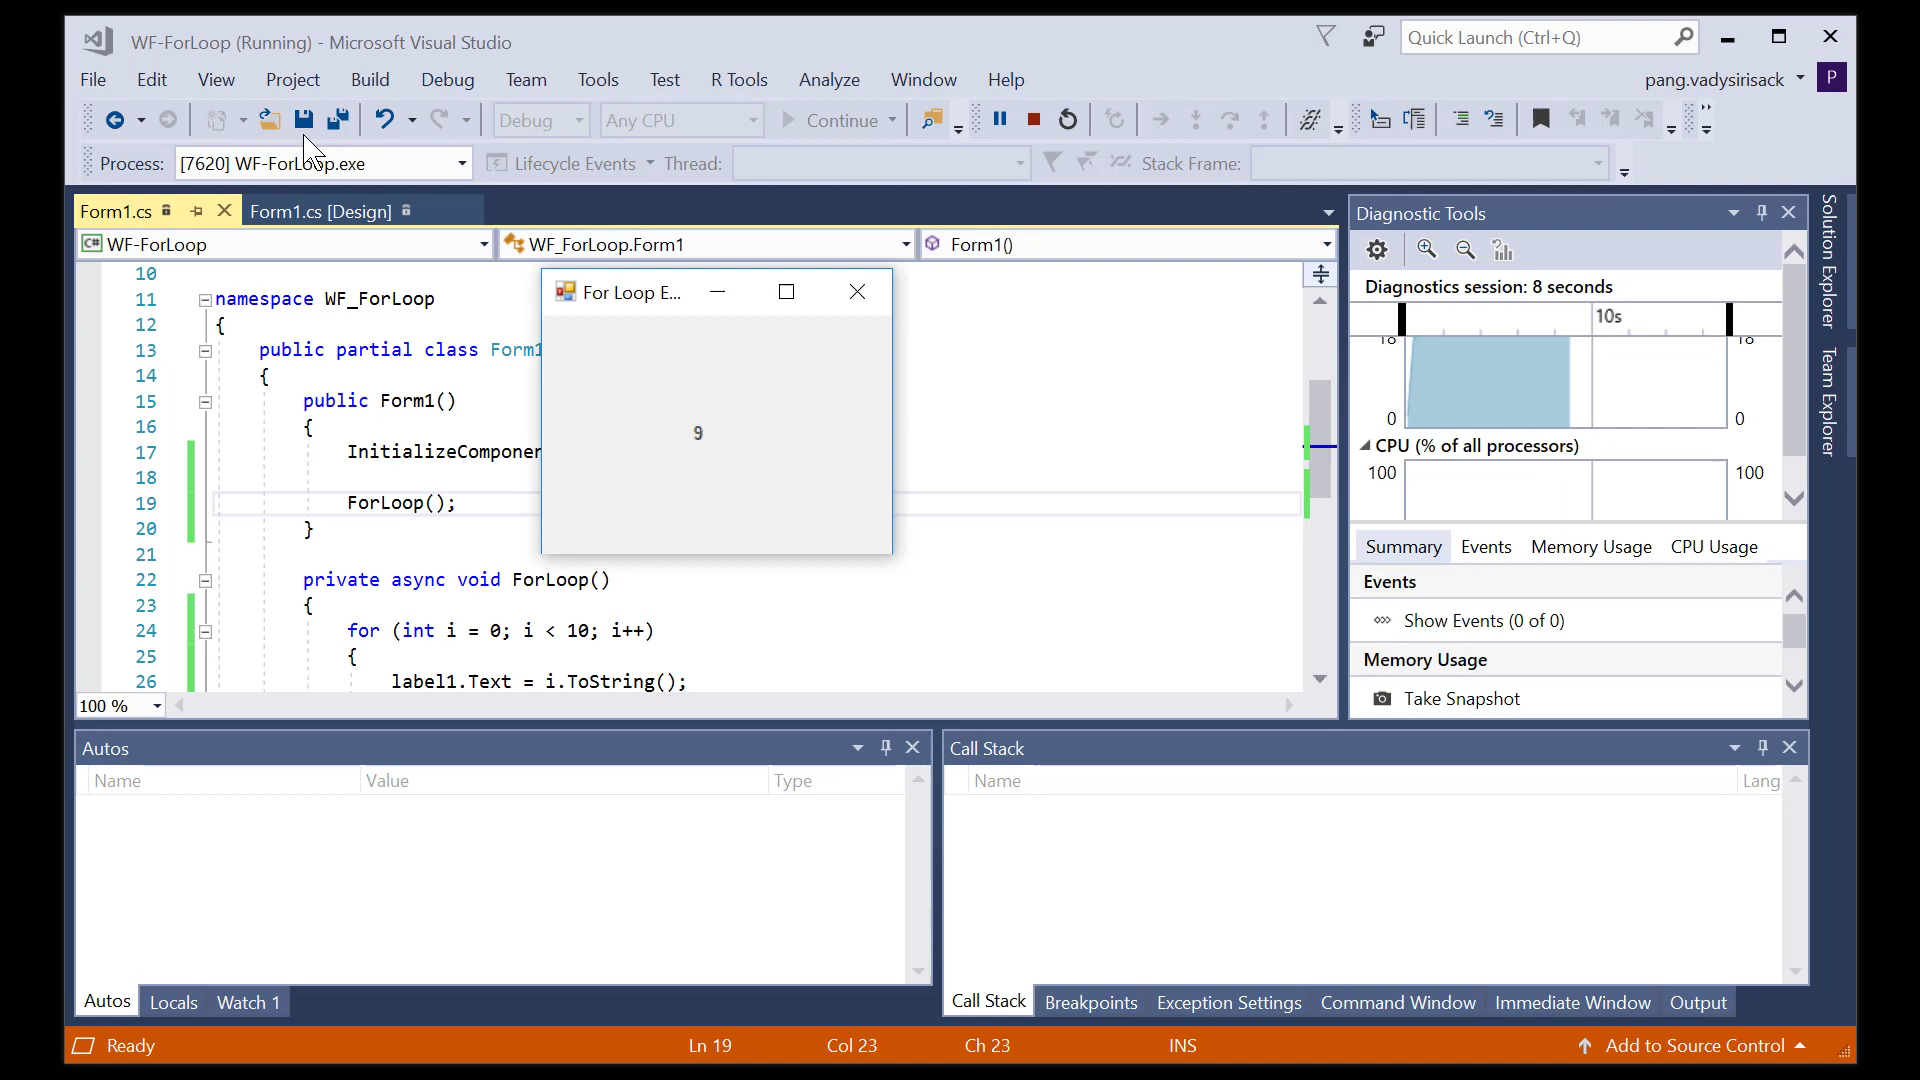 WF-ForLoop (Running) - Microsoft Visual Studio
Quick Launch (Ctrl+Q)
File Edit View Project Build Debug Team Tools Test R Tools Analyze Window Help
pang.vadysirisack P
Debug Any CPU Continue
Process: [7620] WF-ForLoop.exe Lifecycle Events Thread: Stack Frame:
Form1.cs Form1.cs [Design]
C# WF-ForLoop WF_ForLoop.Form1 Form1()
10
11 namespace WF_ForLoop
12 {
13 public partial class Form1
14 {
15 public Form1()
16 {
17 InitializeComponen
18
19 ForLoop();
20 }
21
22 private async void ForLoop()
23 {
24 for (int i = 0; i < 10; i++)
25 {
26 label1.Text = i.ToString();
100 %
For Loop E...
9
Diagnostic Tools
Diagnostics session: 8 seconds
10s
18 18
0 0
CPU (% of all processors)
100 100
Summary Events Memory Usage CPU Usage
Events
Show Events (0 of 0)
Memory Usage
Take Snapshot
Solution Explorer
Team Explorer
Autos
Name Value Type
Autos Locals Watch 1
Call Stack
Name Lang
Call Stack Breakpoints Exception Settings Command Window Immediate Window Output
Ready Ln 19 Col 23 Ch 23 INS Add to Source Control